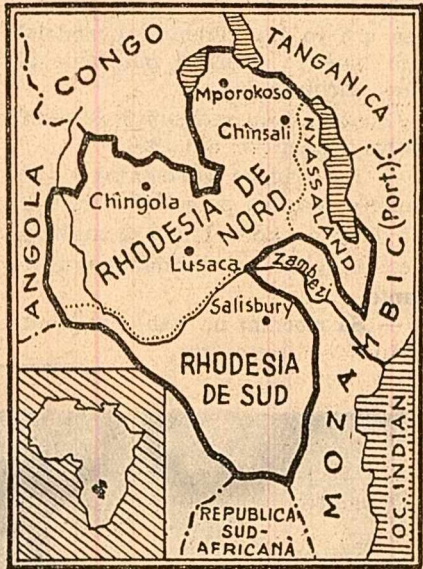 CONGO
TANGANICA
Mporokoso
Chinsali
NYASSALAND
ANGOLA
Chingola
RHODESIA DE
NORD
Lusaca
Zambezi
MOZAMBIC (Port.)
Salisbury
RHODESIA
DE SUD
OC. INDIAN
REPUBLICA
SUD-
AFRICANĂ